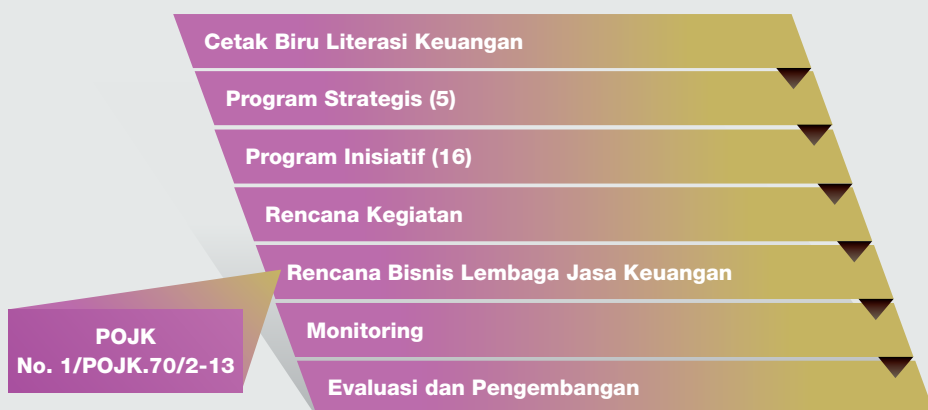 Cetak Biru Literasi Keuangan
Program Strategis (5)
Program Inisiatif (16)
Rencana Kegiatan
Rencana Bisnis Lembaga Jasa Keuangan
Monitoring
Evaluasi dan Pengembangan
POJK
No. 1/POJK.70/2-13